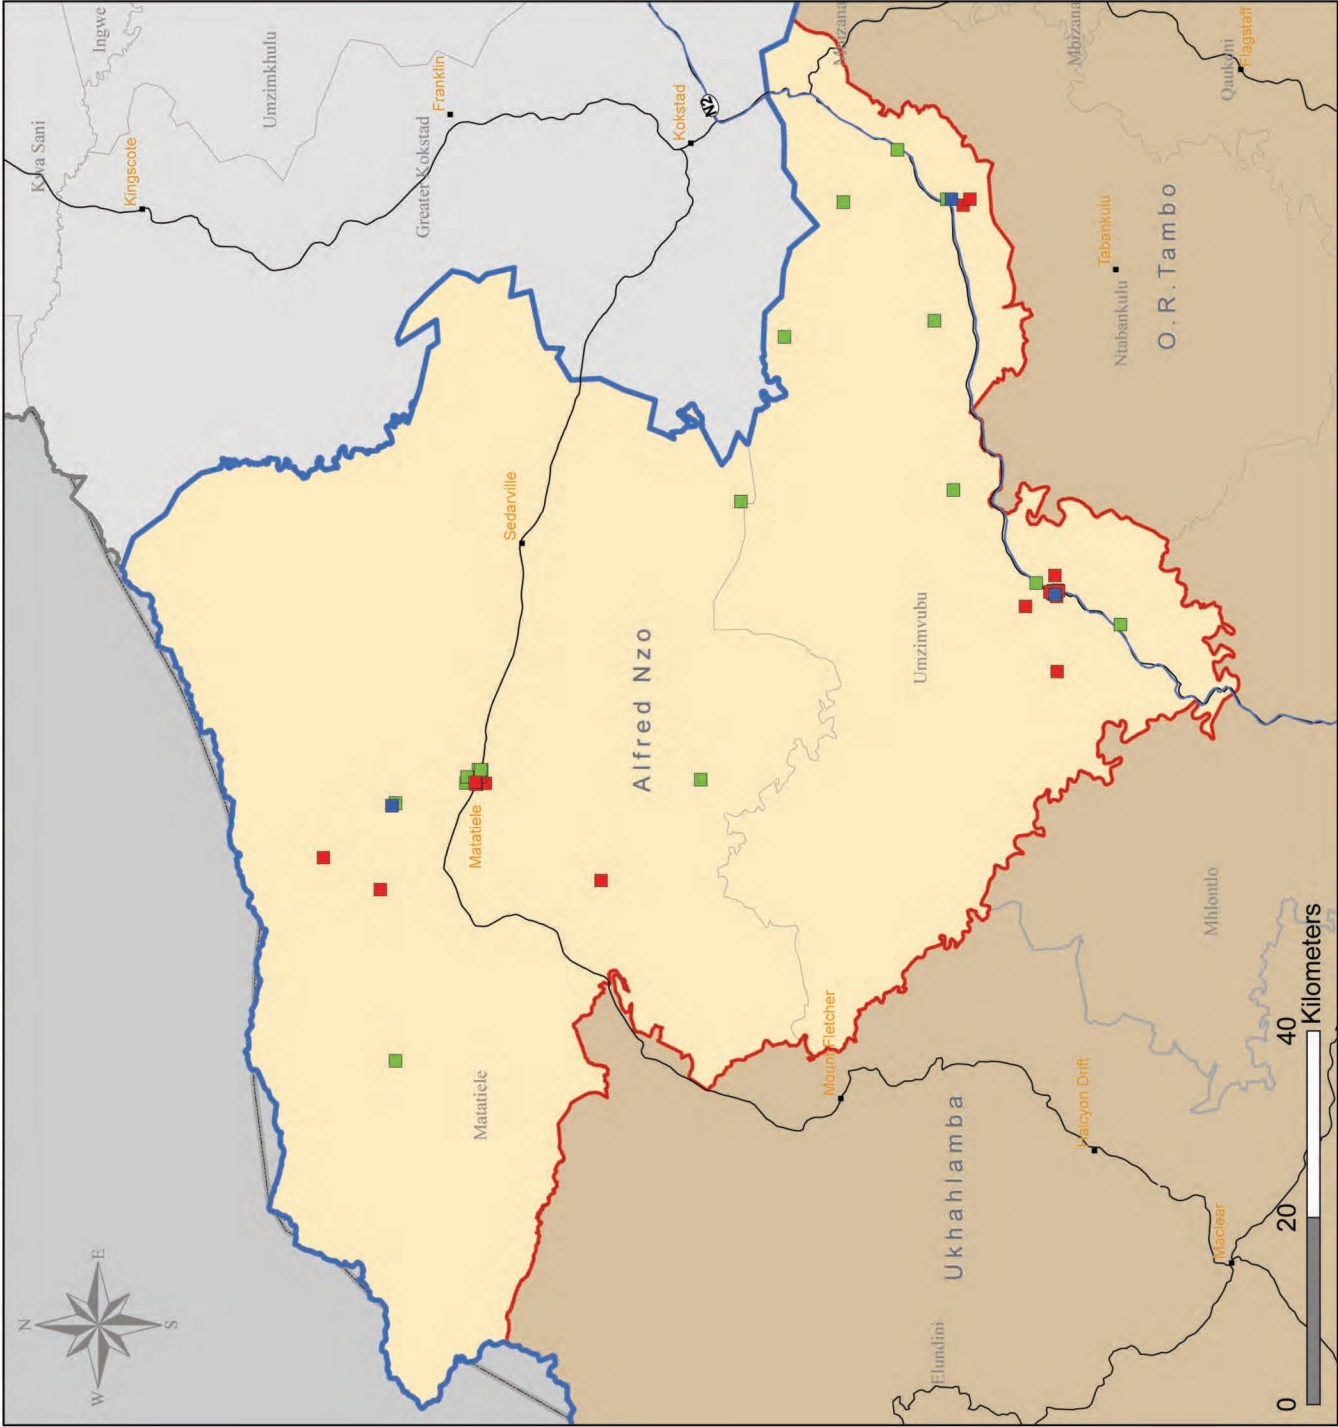 N
Kwa Sani
W
E
Ingwe
Kingscote
S
Umzimkhulu
Greater Kokstad
Franklin
Matatiele
Matatiele
Sedarville
Alfred Nzo
Kokstad
N2
Mount Fletcher
Mbizana
Umzimvubu
Elundini
Ukhahlamba
Mbizana
Halcyon Drift
Tabankulu
Ntabankulu
O.R.Tambo
Mhlontlo
Maclear
Qaukeni
Flagstaff
0 20 40
Kilometers